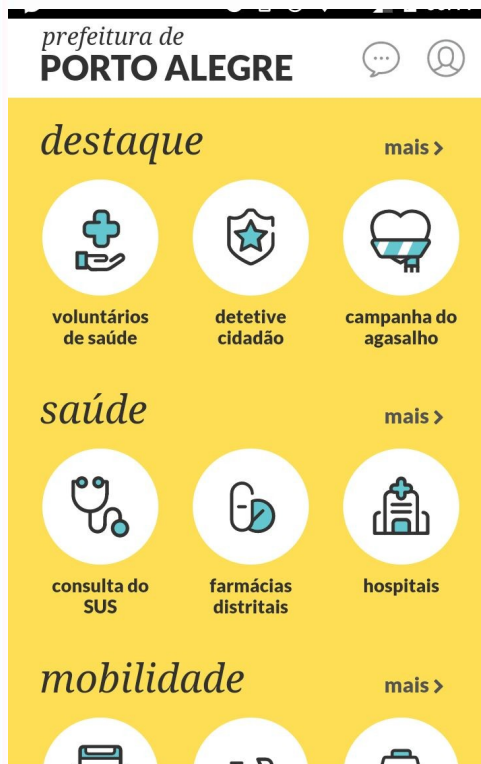 prefeitura de
PORTO ALEGRE
destaque
mais >
voluntários
de saúde
detetive
cidadão
campanha do
agasalho
saúde
mais >
consulta do
SUS
farmácias
distritais
hospitais
mobilidade
mais >